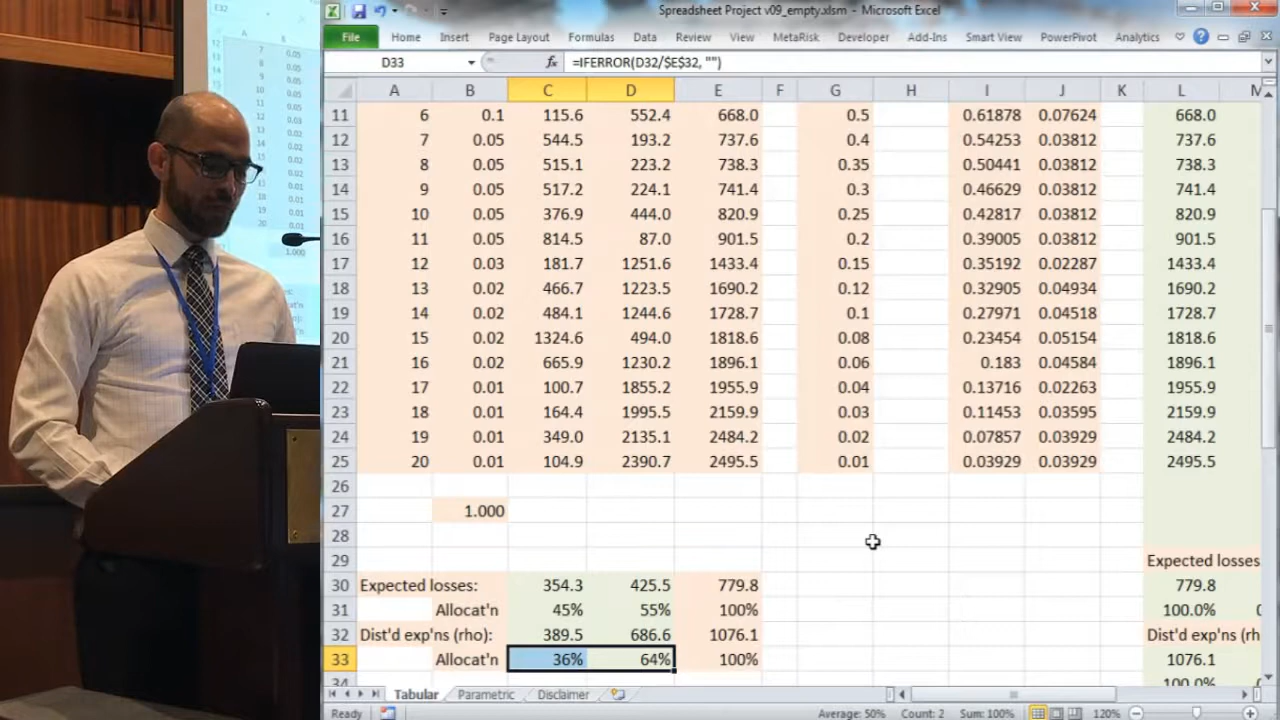 Spreadsheet Project v09_empty.xlsm - Microsoft Excel
File Home Insert Page Layout Formulas Data Review View MetaRisk Developer Add-Ins Smart View PowerPivot Analytics
D33 fx =IFERROR(D32/$E$32, "")
A B C D E F G H I J K L M
11 6 0.1 115.6 552.4 668.0 0.5 0.61878 0.07624 668.0
12 7 0.05 544.5 193.2 737.6 0.4 0.54253 0.03812 737.6
13 8 0.05 515.1 223.2 738.3 0.35 0.50441 0.03812 738.3
14 9 0.05 517.2 224.1 741.4 0.3 0.46629 0.03812 741.4
15 10 0.05 376.9 444.0 820.9 0.25 0.42817 0.03812 820.9
16 11 0.05 814.5 87.0 901.5 0.2 0.39005 0.03812 901.5
17 12 0.03 181.7 1251.6 1433.4 0.15 0.35192 0.02287 1433.4
18 13 0.02 466.7 1223.5 1690.2 0.12 0.32905 0.04934 1690.2
19 14 0.02 484.1 1244.6 1728.7 0.1 0.27971 0.04518 1728.7
20 15 0.02 1324.6 494.0 1818.6 0.08 0.23454 0.05154 1818.6
21 16 0.02 665.9 1230.2 1896.1 0.06 0.183 0.04584 1896.1
22 17 0.01 100.7 1855.2 1955.9 0.04 0.13716 0.02263 1955.9
23 18 0.01 164.4 1995.5 2159.9 0.03 0.11453 0.03595 2159.9
24 19 0.01 349.0 2135.1 2484.2 0.02 0.07857 0.03929 2484.2
25 20 0.01 104.9 2390.7 2495.5 0.01 0.03929 0.03929 2495.5
26
27 1.000
28
29 Expected losses
30 Expected losses: 354.3 425.5 779.8 779.8
31 Allocat'n 45% 55% 100% 100.0%
32 Dist'd exp'ns (rho): 389.5 686.6 1076.1 Dist'd exp'ns (rh
33 Allocat'n 36% 64% 100% 1076.1
100.0%
Tabular Parametric Disclaimer
Ready Average: 50% Count: 2 Sum: 100% 120%